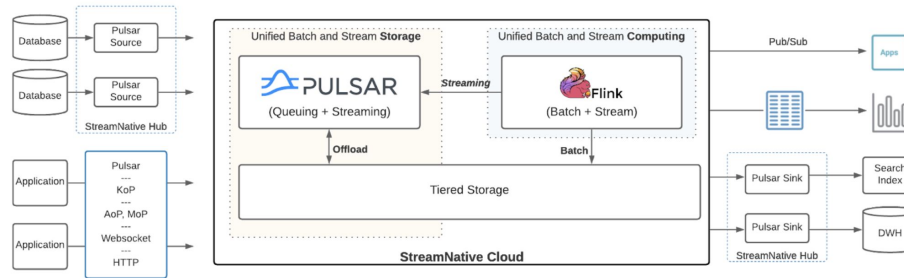 Database
Pulsar
Source
Database
Pulsar
Source
StreamNative Hub
Application
Application
Pulsar
---
KoP
---
AoP, MoP
---
Websocket
---
HTTP
Unified Batch and Stream Storage
PULSAR
(Queuing + Streaming)
Streaming
Unified Batch and Stream Computing
Flink
(Batch + Stream)
Offload
Batch
Tiered Storage
StreamNative Cloud
Pub/Sub
Apps
Pulsar Sink
Search
Index
Pulsar Sink
DWH
StreamNative Hub